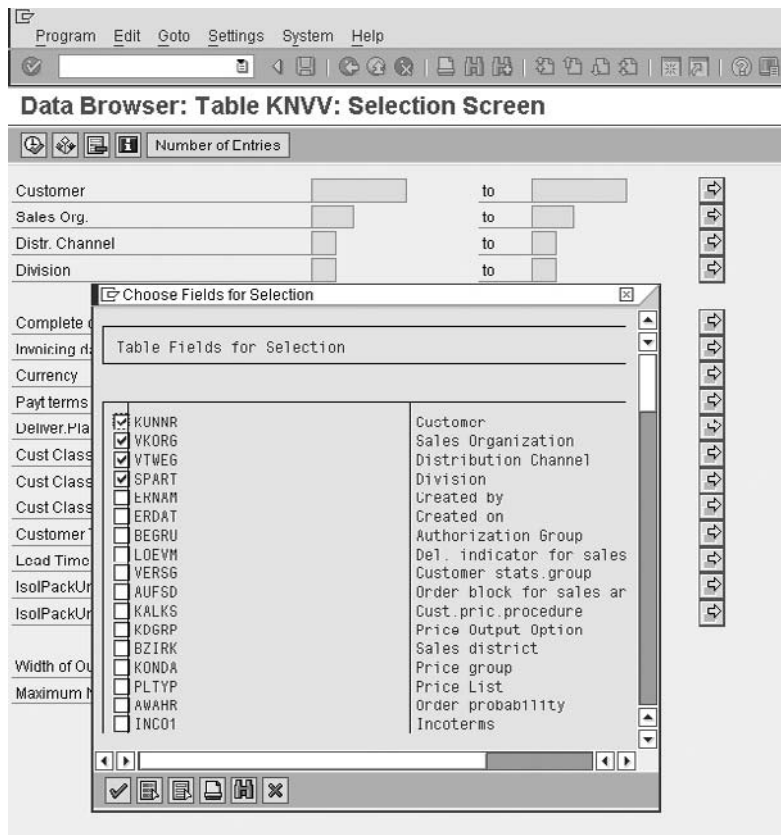 Program Edit Goto Settings System Help
Data Browser: Table KNVV: Selection Screen
Number of Entries
Customer to
Sales Org. to
Distr. Channel to
Division to
Choose Fields for Selection
Complete
Invoicing
Currency
Payt terms
Deliver.Pla
Cust Class
Cust Class
Cust Class
Customer
Lead Time
IsolPackUr
IsolPackUr
Width of Ou
Maximum
Table Fields for Selection
KUNNR Customer
VKORG Sales Organization
VTWEG Distribution Channel
SPART Division
ERNAM Created by
ERDAT Created on
BEGRU Authorization Group
LOEVM Del. indicator for sales
VERSG Customer stats.group
AUFSD Order block for sales ar
KALKS Cust.pric.procedure
KDGRP Price Output Option
BZIRK Sales district
KONDA Price group
PLTYP Price List
AWAHR Order probability
INCO1 Incoterms